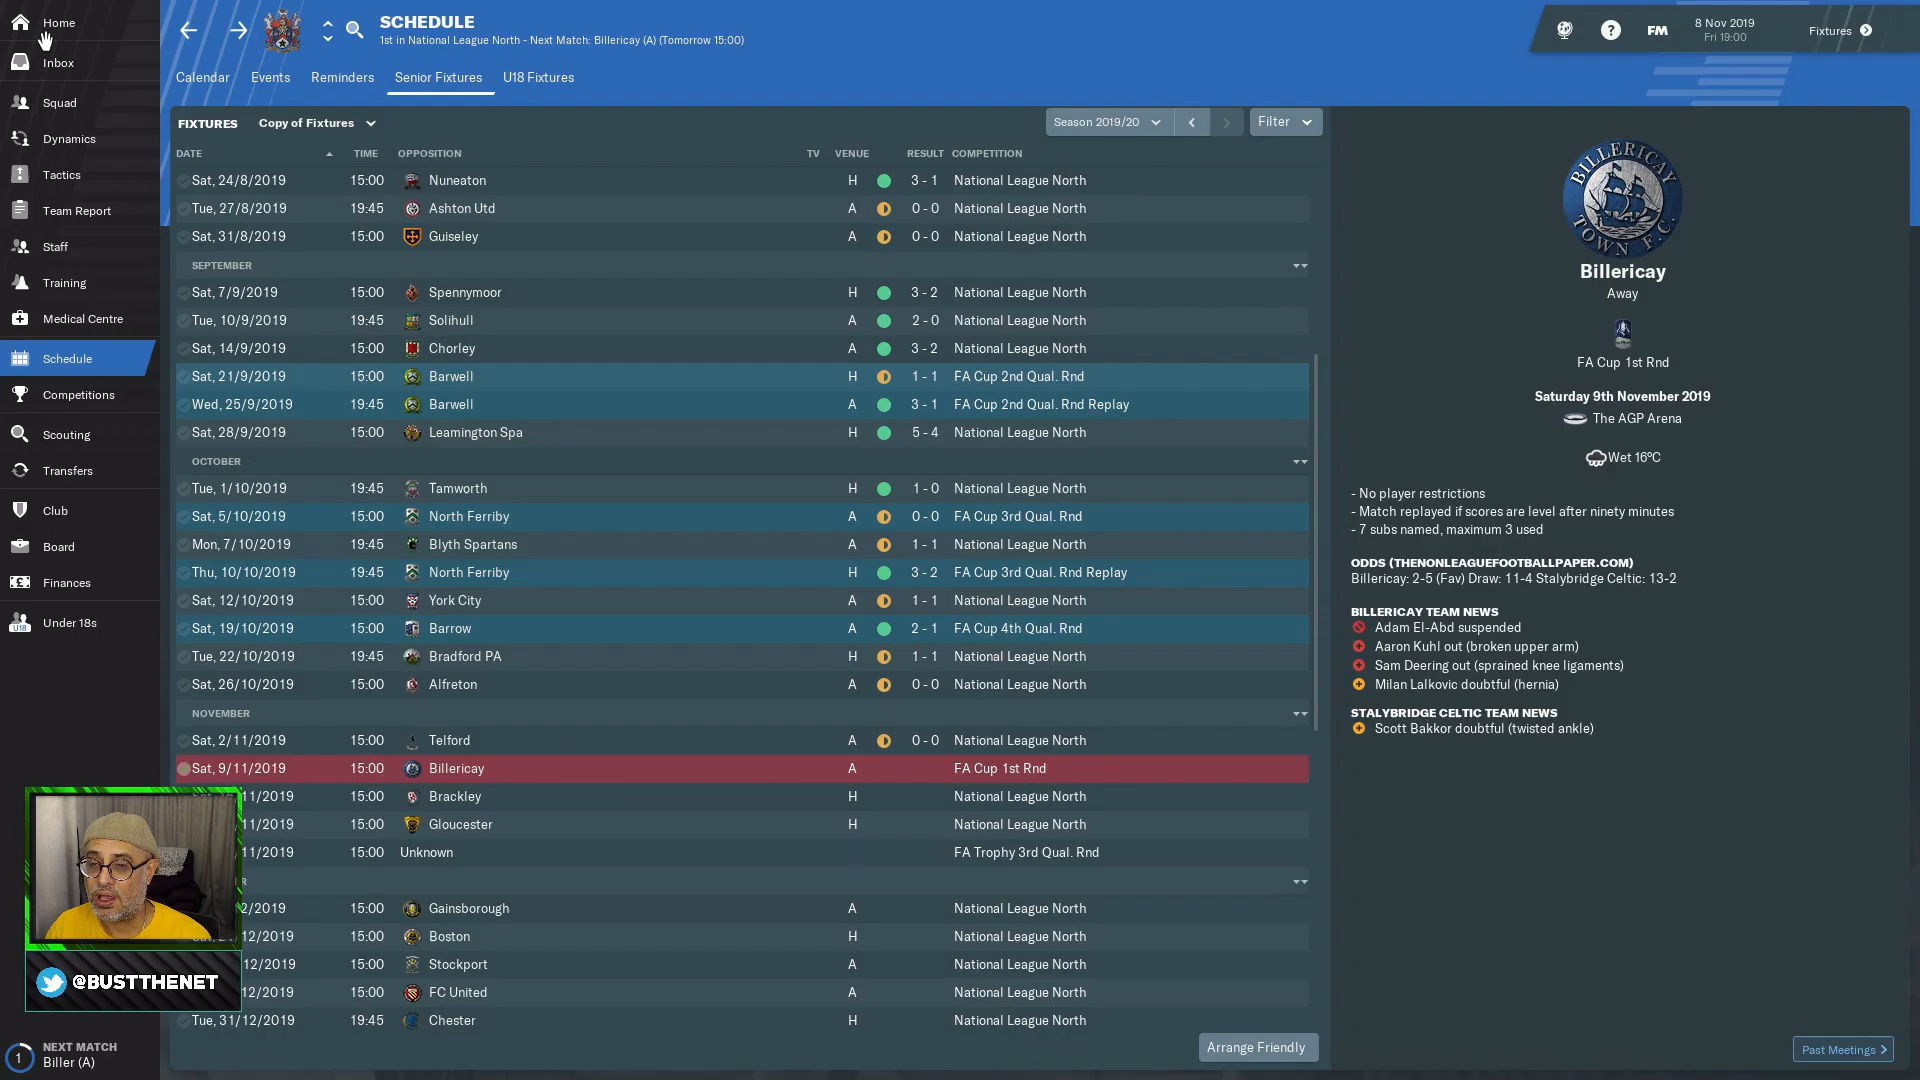 Home
Inbox
Squad
Dynamics
Tactics
Team Report
Staff
Training
Medical Centre
Schedule
Competitions
Scouting
Transfers
Club
Board
Finances
U18
Under 18s
SCHEDULE
1st in National League North - Next Match: Billericay (A) (Tomorrow 15:00)
FM
8 Nov 2019
Fri 19:00
Fixtures
Calendar Events Reminders Senior Fixtures U18 Fixtures
FIXTURES Copy of Fixtures Season 2019/20 Filter
DATE TIME OPPOSITION TV VENUE RESULT COMPETITION
Sat, 24/8/2019 15:00 Nuneaton H 3 - 1 National League North
Tue, 27/8/2019 19:45 Ashton Utd A 0 - 0 National League North
Sat, 31/8/2019 15:00 Guiseley A 0 - 0 National League North
SEPTEMBER
Sat, 7/9/2019 15:00 Spennymoor H 3 - 2 National League North
Tue, 10/9/2019 19:45 Solihull A 2 - 0 National League North
Sat, 14/9/2019 15:00 Chorley A 3 - 2 National League North
Sat, 21/9/2019 15:00 Barwell H 1 - 1 FA Cup 2nd Qual. Rnd
Wed, 25/9/2019 19:45 Barwell A 3 - 1 FA Cup 2nd Qual. Rnd Replay
Sat, 28/9/2019 15:00 Leamington Spa H 5 - 4 National League North
OCTOBER
Tue, 1/10/2019 19:45 Tamworth H 1 - 0 National League North
Sat, 5/10/2019 15:00 North Ferriby A 0 - 0 FA Cup 3rd Qual. Rnd
Mon, 7/10/2019 19:45 Blyth Spartans A 1 - 1 National League North
Thu, 10/10/2019 19:45 North Ferriby H 3 - 2 FA Cup 3rd Qual. Rnd Replay
Sat, 12/10/2019 15:00 York City A 1 - 1 National League North
Sat, 19/10/2019 15:00 Barrow A 2 - 1 FA Cup 4th Qual. Rnd
Tue, 22/10/2019 19:45 Bradford PA H 1 - 1 National League North
Sat, 26/10/2019 15:00 Alfreton A 0 - 0 National League North
NOVEMBER
Sat, 2/11/2019 15:00 Telford A 0 - 0 National League North
Sat, 9/11/2019 15:00 Billericay A FA Cup 1st Rnd
11/2019 15:00 Brackley H National League North
11/2019 15:00 Gloucester H National League North
11/2019 15:00 Unknown FA Trophy 3rd Qual. Rnd
R
2/2019 15:00 Gainsborough A National League North
12/2019 15:00 Boston H National League North
12/2019 15:00 Stockport A National League North
12/2019 15:00 FC United A National League North
Tue, 31/12/2019 19:45 Chester H National League North
Arrange Friendly
BILLERICAY
TOWN F.C.
Billericay
Away
FA Cup 1st Rnd
Saturday 9th November 2019
The AGP Arena
Wet 16ºC
- No player restrictions
- Match replayed if scores are level after ninety minutes
- 7 subs named, maximum 3 used
ODDS (THENONLEAGUEFOOTBALLPAPER.COM)
Billericay: 2-5 (Fav) Draw: 11-4 Stalybridge Celtic: 13-2
BILLERICAY TEAM NEWS
Adam El-Abd suspended
Aaron Kuhl out (broken upper arm)
Sam Deering out (sprained knee ligaments)
Milan Lalkovic doubtful (hernia)
STALYBRIDGE CELTIC TEAM NEWS
Scott Bakkor doubtful (twisted ankle)
Past Meetings
@BUSTTHENET
1
NEXT MATCH
Biller (A)